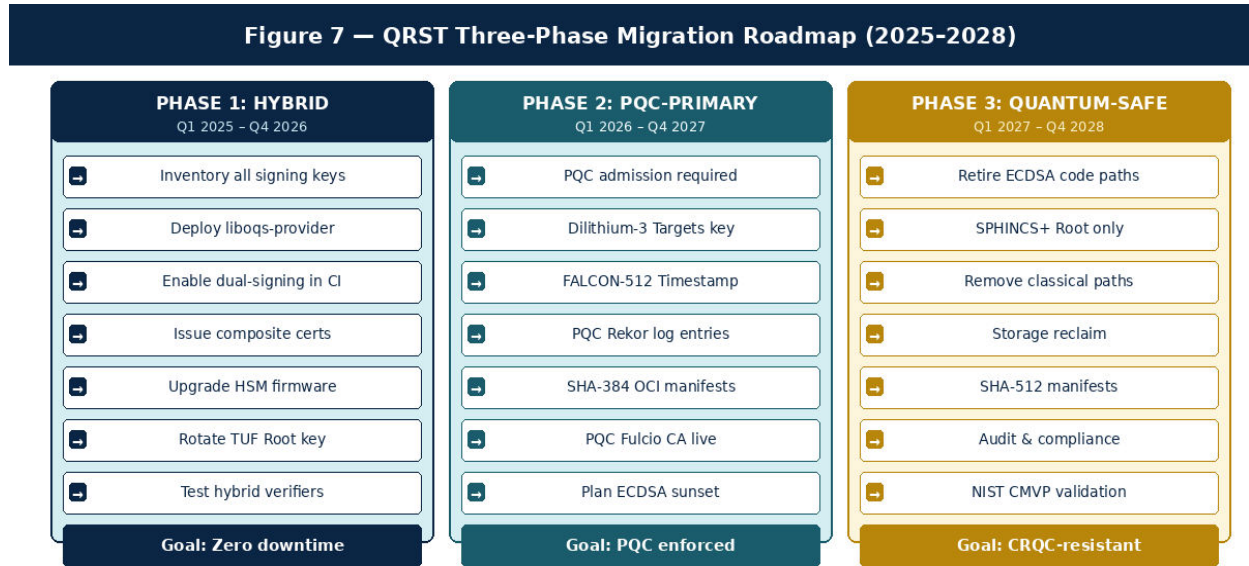 Figure 7 — QRST Three-Phase Migration Roadmap (2025–2028)
PHASE 1: HYBRID
Q1 2025 – Q4 2026
→ Inventory all signing keys
→ Deploy liboqs-provider
→ Enable dual-signing in CI
→ Issue composite certs
→ Upgrade HSM firmware
→ Rotate TUF Root key
→ Test hybrid verifiers
Goal: Zero downtime
PHASE 2: PQC-PRIMARY
Q1 2026 – Q4 2027
→ PQC admission required
→ Dilithium-3 Targets key
→ FALCON-512 Timestamp
→ PQC Rekor log entries
→ SHA-384 OCI manifests
→ PQC Fulcio CA live
→ Plan ECDSA sunset
Goal: PQC enforced
PHASE 3: QUANTUM-SAFE
Q1 2027 – Q4 2028
→ Retire ECDSA code paths
→ SPHINCS+ Root only
→ Remove classical paths
→ Storage reclaim
→ SHA-512 manifests
→ Audit & compliance
→ NIST CMVP validation
Goal: CRQC-resistant